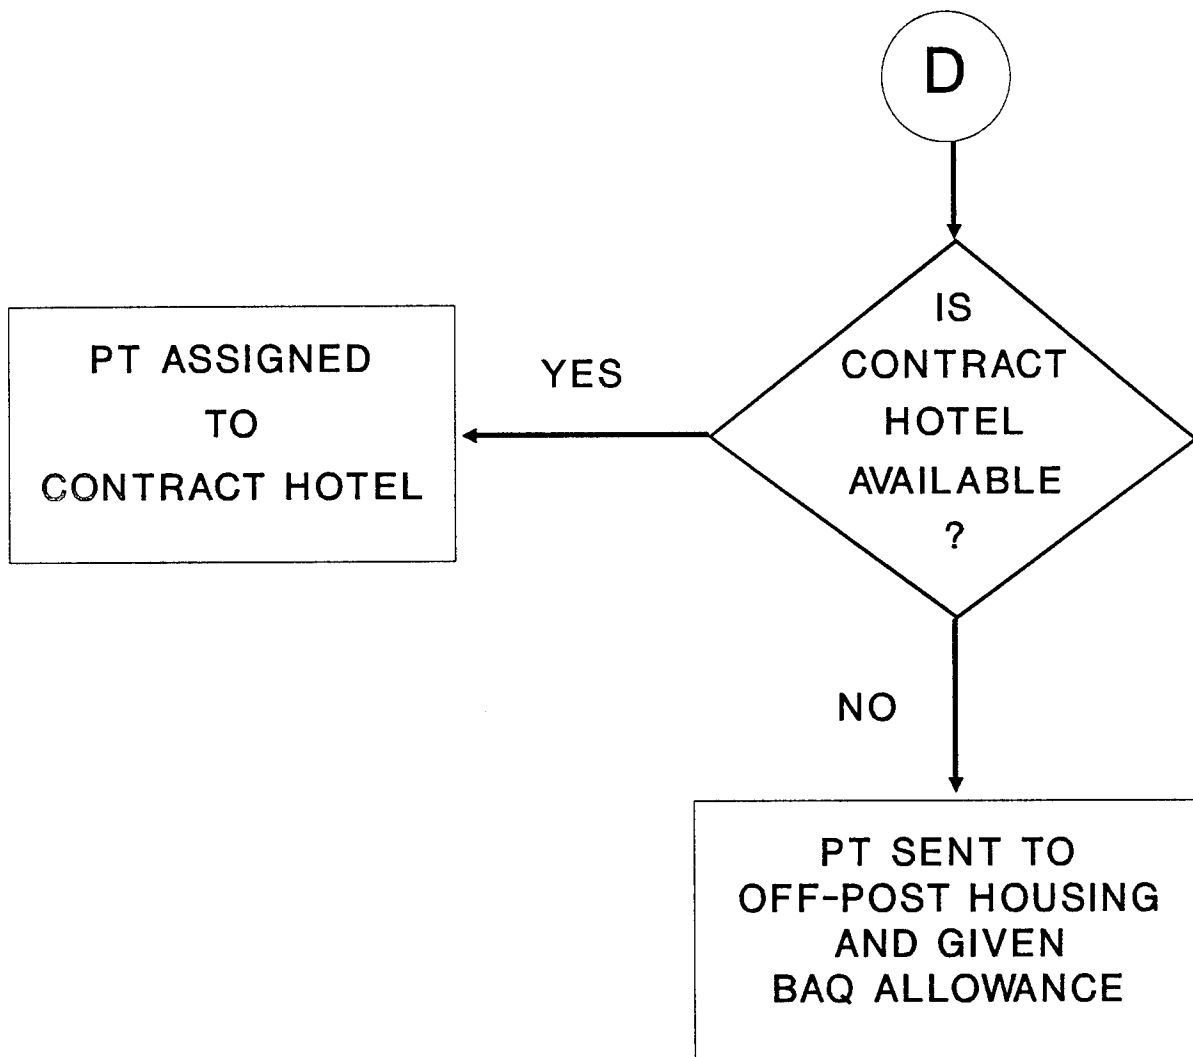 D
IS
CONTRACT
HOTEL
AVAILABLE
?
YES
PT ASSIGNED
TO
CONTRACT HOTEL
NO
PT SENT TO
OFF-POST HOUSING
AND GIVEN
BAQ ALLOWANCE